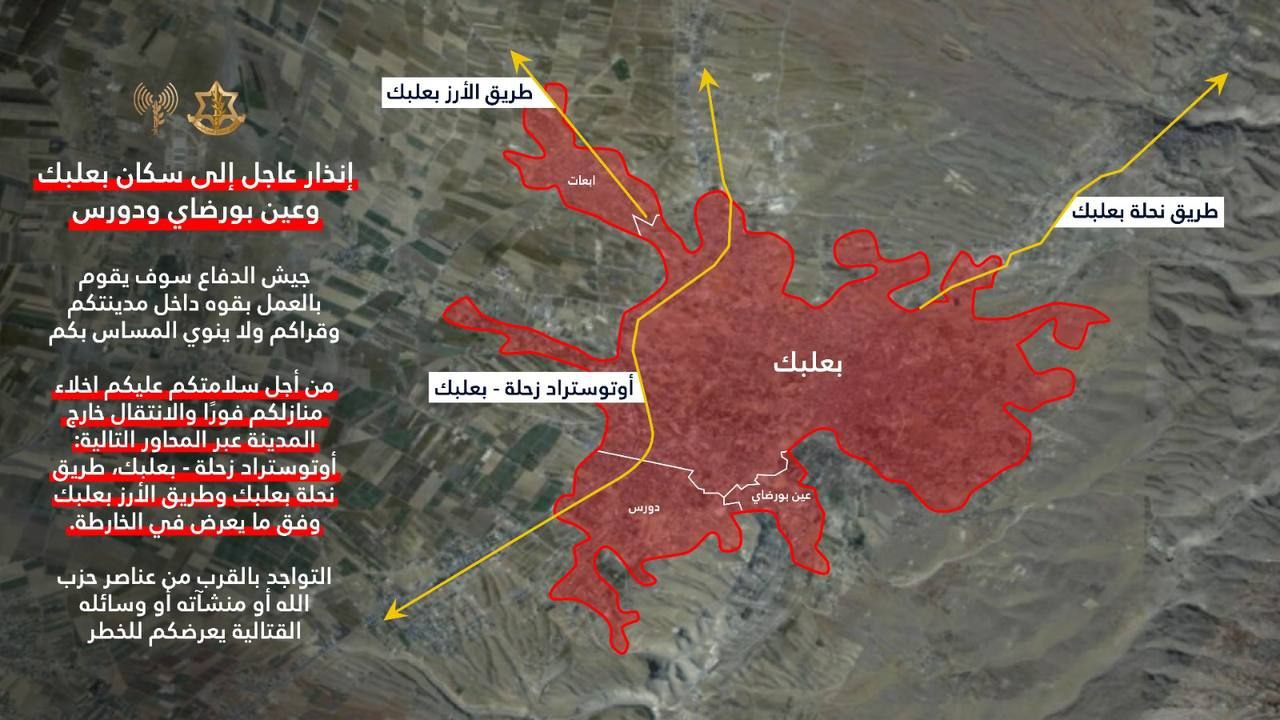 إنذار عاجل إلى سكان بعلبك
وعين بورضاي ودورس
جيش الدفاع سوف يقوم
بالعمل بقوه داخل مدينتكم
وقراكم ولا ينوي المساس بكم
من أجل سلامتكم عليكم اخلاء
منازلكم فورًا والانتقال خارج
المدينة عبر المحاور التالية:
أوتوستراد زحلة - بعلبك، طريق
نحلة بعلبك وطريق الأرز بعلبك
وفق ما يعرض في الخارطة.
التواجد بالقرب من عناصر حزب
الله أو منشآته أو وسائله
القتالية يعرضكم للخطر
طريق الأرز بعلبك
ابعات
طريق نحلة بعلبك
بعلبك
أوتوستراد زحلة - بعلبك
عين بورضاي
دورس